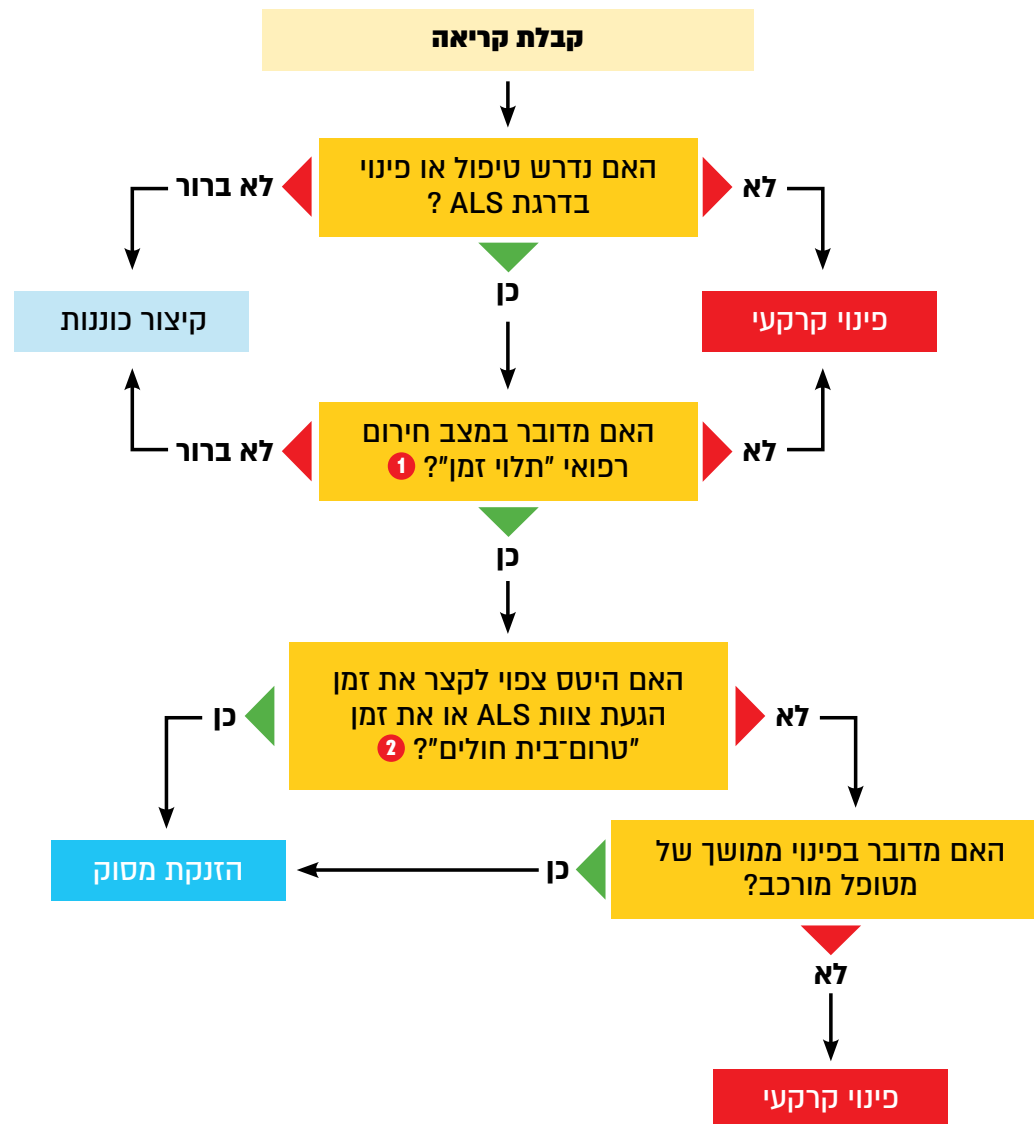 קבלת קריאה
האם נדרש טיפול או פינוי
בדרגת ALS ?
לא
לא ברור
כן
פינוי קרקעי
קיצור כוננות
האם מדובר במצב חירום
רפואי "תלוי זמן"? 1
לא
לא ברור
כן
האם היטס צפוי לקצר את זמן
הגעת צוות ALS או את זמן
"טרום־בית חולים"? 2
לא
כן
האם מדובר בפינוי ממושך של
מטופל מורכב?
כן
הזנקת מסוק
לא
פינוי קרקעי